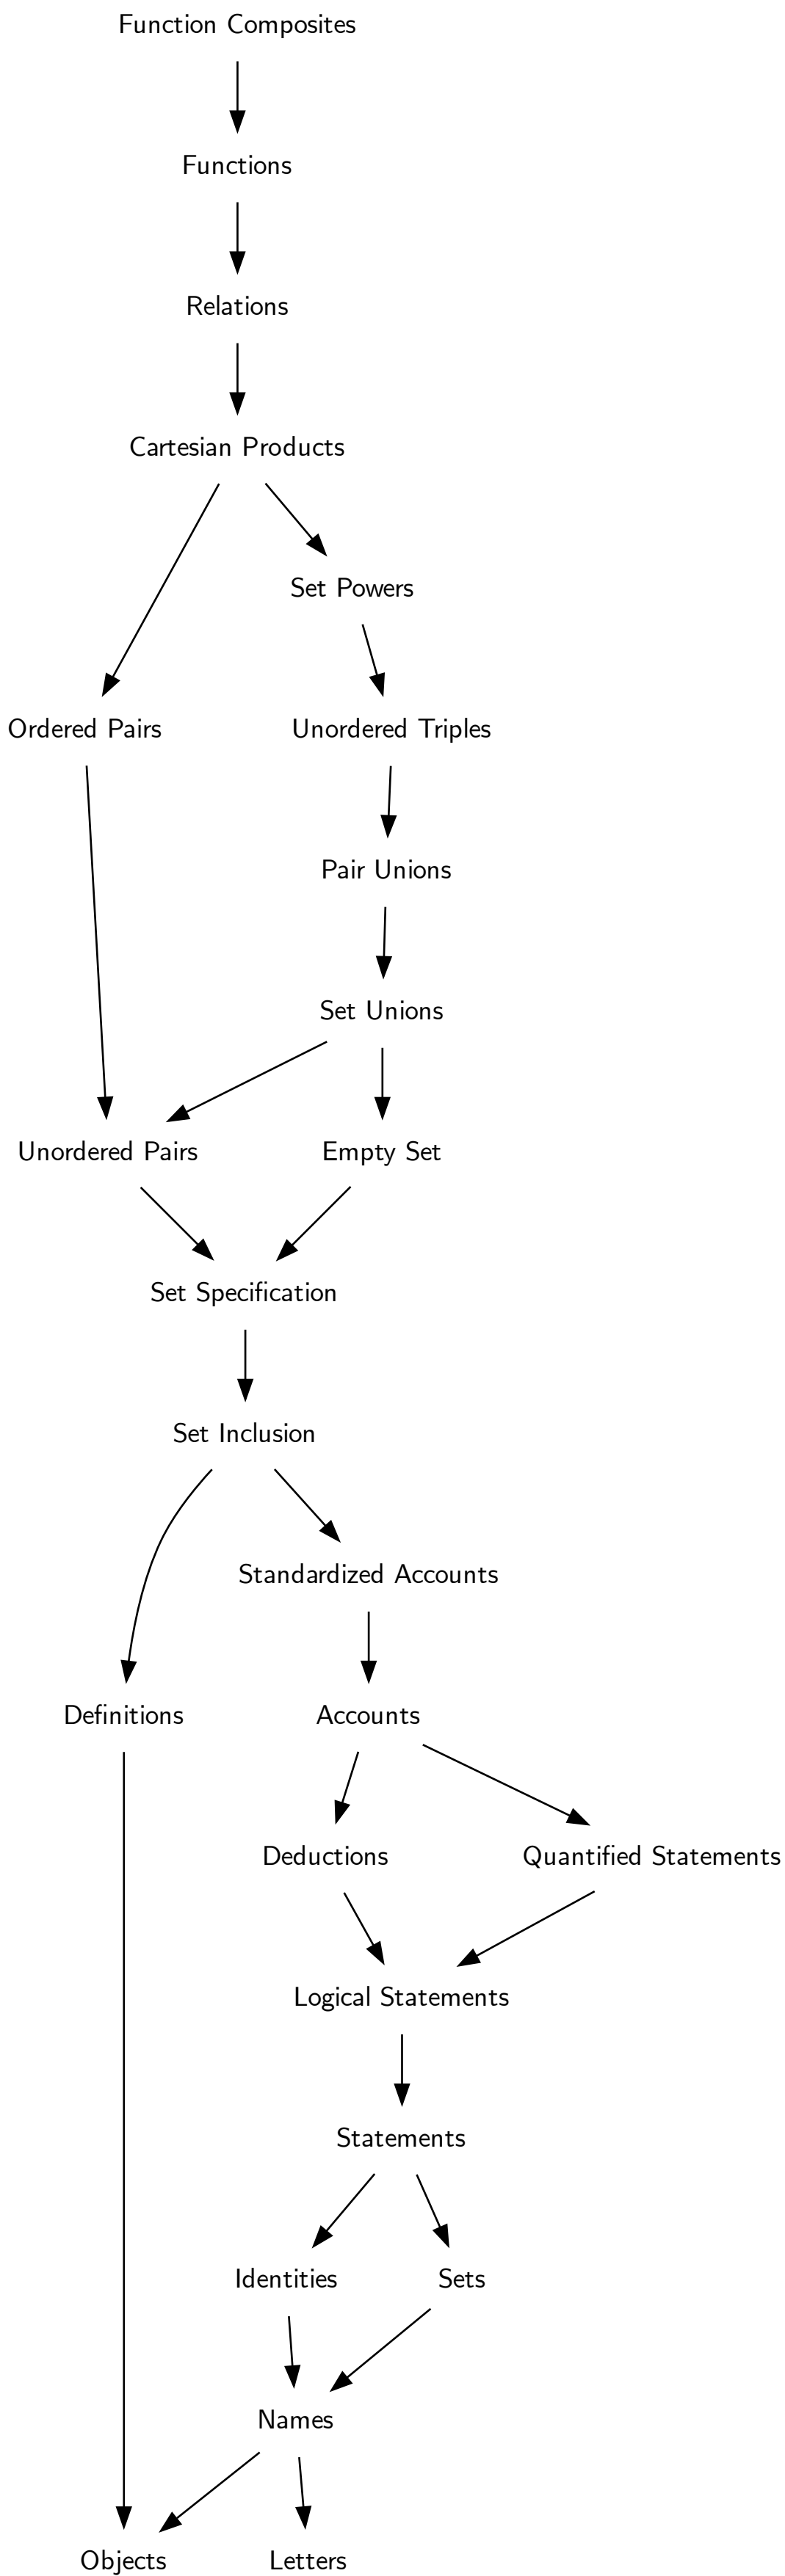 Function Composites
Functions
Relations
Cartesian Products
Set Powers
Ordered Pairs
Unordered Triples
Pair Unions
Set Unions
Unordered Pairs
Empty Set
Set Specification
Set Inclusion
Standardized Accounts
Definitions
Accounts
Deductions
Quantified Statements
Logical Statements
Statements
Identities
Sets
Names
Objects
Letters